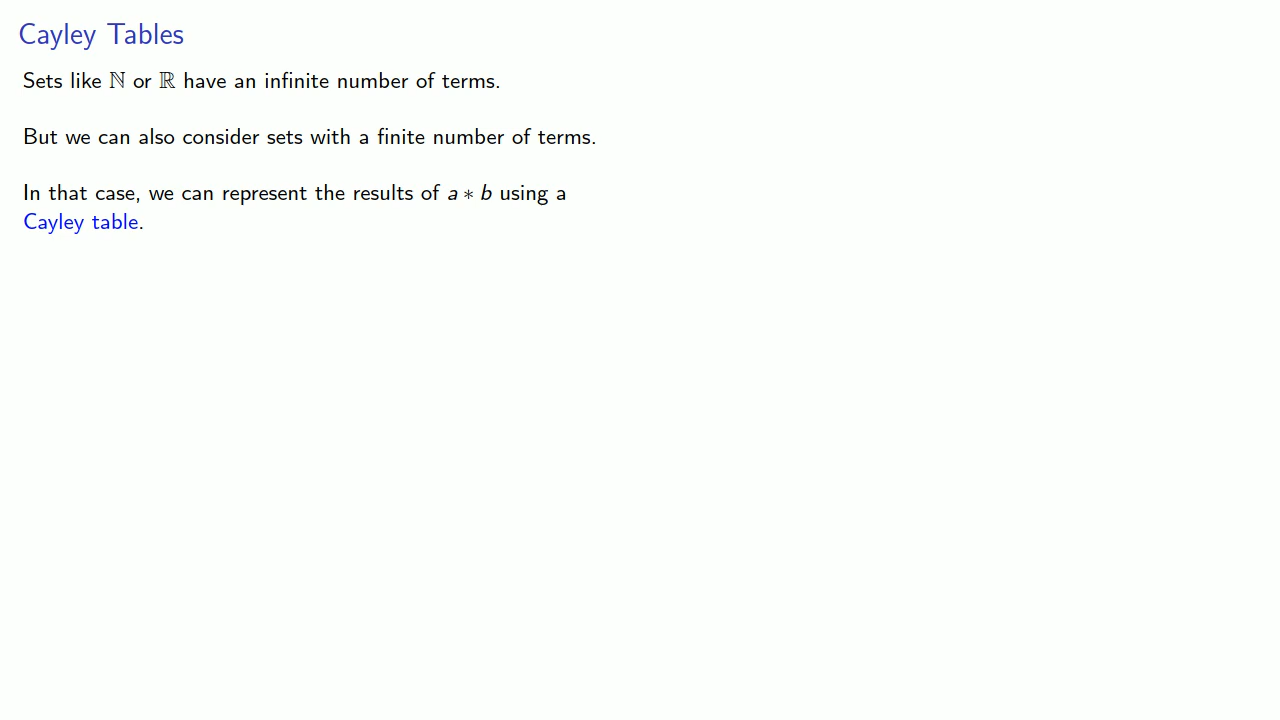 Cayley Tables
Sets like ℕ or ℝ have an infinite number of terms.
But we can also consider sets with a finite number of terms.
In that case, we can represent the results of a ∗ b using a
Cayley table.